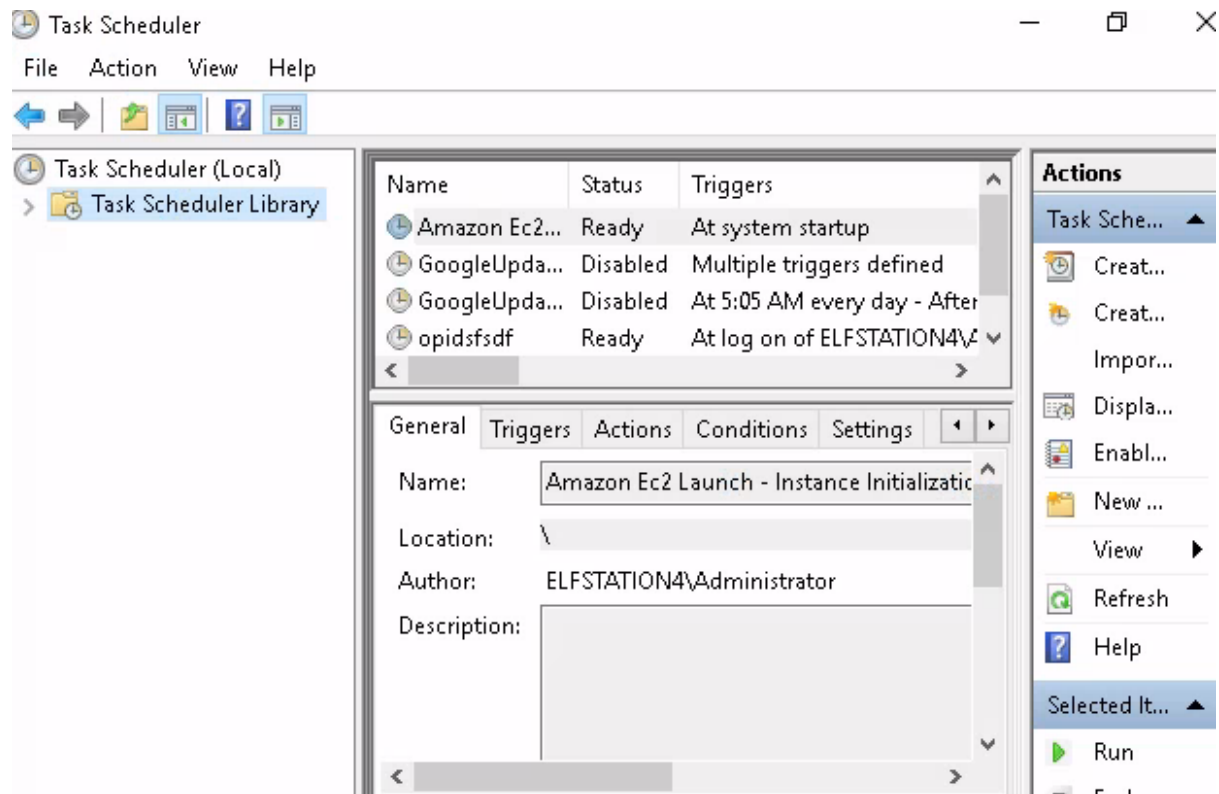 Task Scheduler
File Action View Help
Task Scheduler (Local)
Task Scheduler Library
Name Status Triggers
Amazon Ec2... Ready At system startup
GoogleUpda... Disabled Multiple triggers defined
GoogleUpda... Disabled At 5:05 AM every day - After
opidsfsdf Ready At log on of ELFSTATION4\
General Triggers Actions Conditions Settings
Name: Amazon Ec2 Launch - Instance Initializatio
Location: \
Author: ELFSTATION4\Administrator
Description:
Actions
Task Sche...
Creat...
Creat...
Impor...
Displa...
Enabl...
New ...
View
Refresh
Help
Selected It...
Run